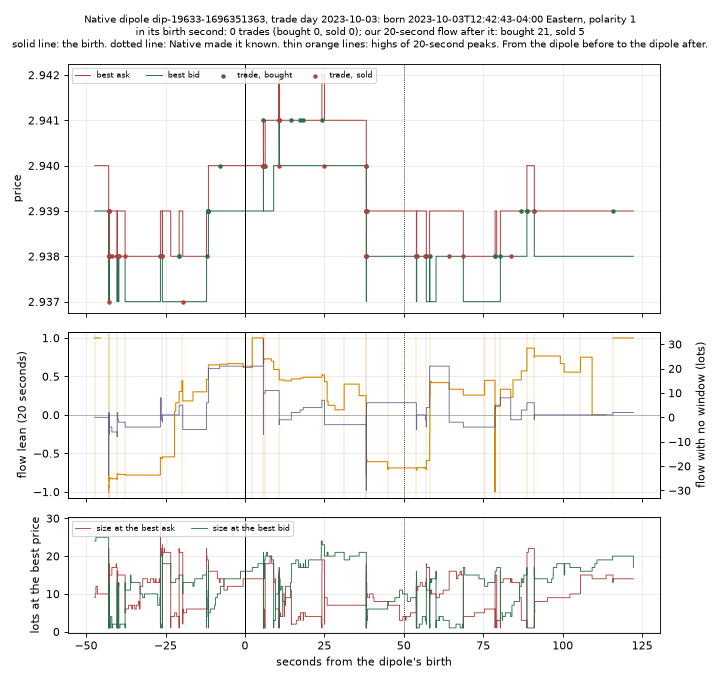 Native dipole dip-19633-1696351363, trade day 2023-10-03: born 2023-10-03T12:42:43-04:00 Eastern, polarity 1
in its birth second: 0 trades (bought 0, sold 0); our 20-second flow after it: bought 21, sold 5
solid line: the birth. dotted line: Native made it known. thin orange lines: highs of 20-second peaks. From the dipole before to the dipole after.
best ask best bid trade, bought trade, sold
2.942
2.941
2.940
2.939
2.938
2.937
price
1.0
0.5
0.0
−0.5
−1.0
flow lean (20 seconds)
30
20
10
0
−10
−20
−30
flow with no window (lots)
size at the best ask size at the best bid
30
20
10
0
lots at the best price
−50 −25 0 25 50 75 100 125
seconds from the dipole's birth